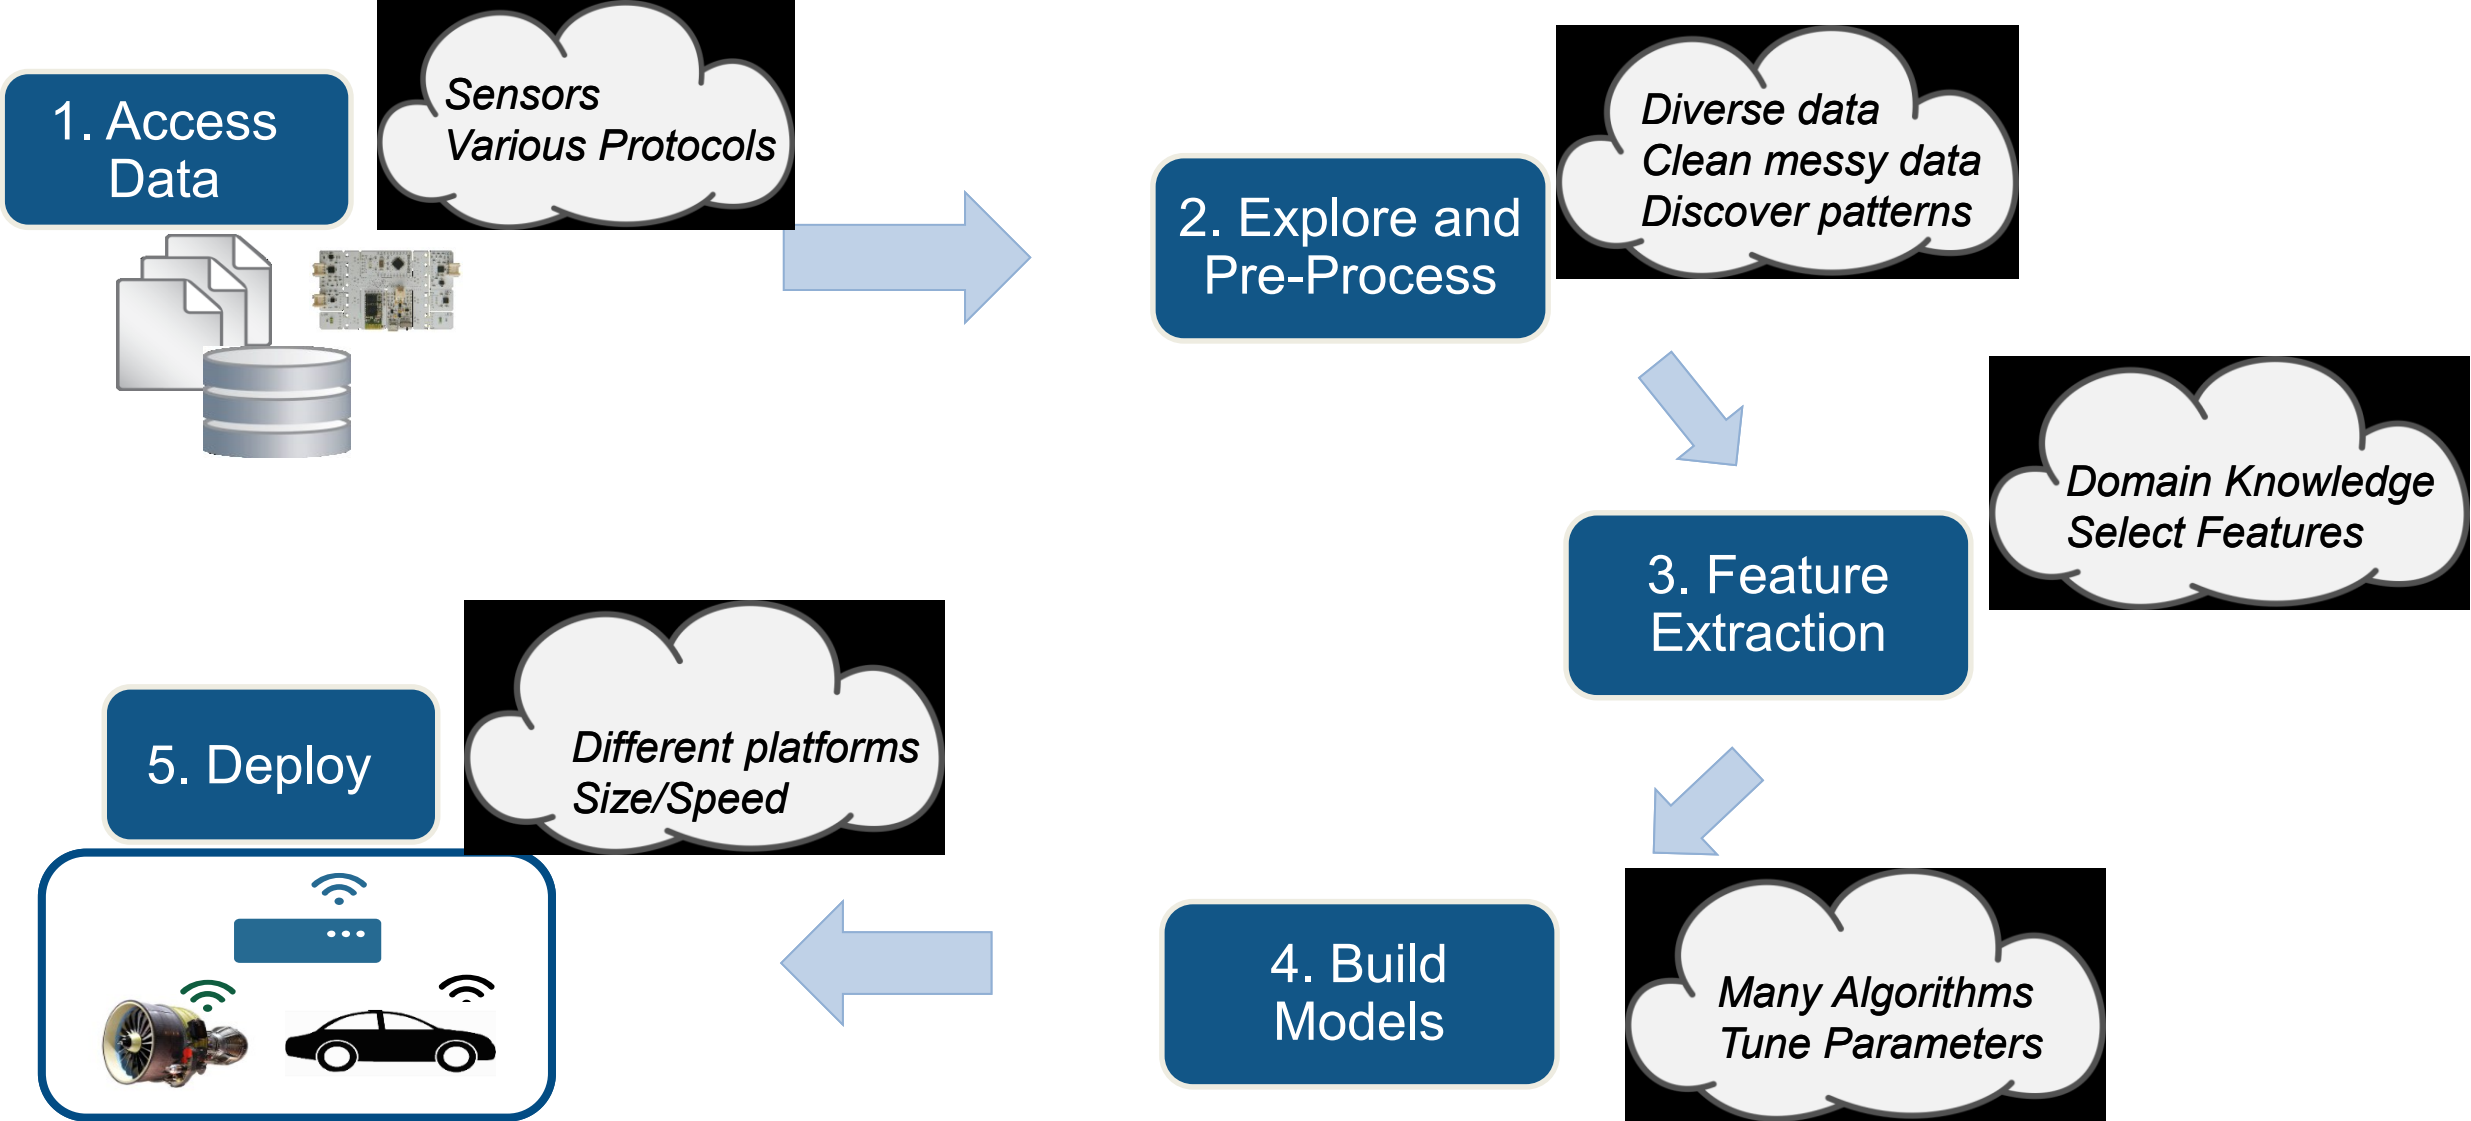 1. Access
Data
Sensors
Various Protocols
2. Explore and
Pre-Process
Diverse data
Clean messy data
Discover patterns
3. Feature
Extraction
Domain Knowledge
Select Features
4. Build
Models
Many Algorithms
Tune Parameters
5. Deploy
Different platforms
Size/Speed